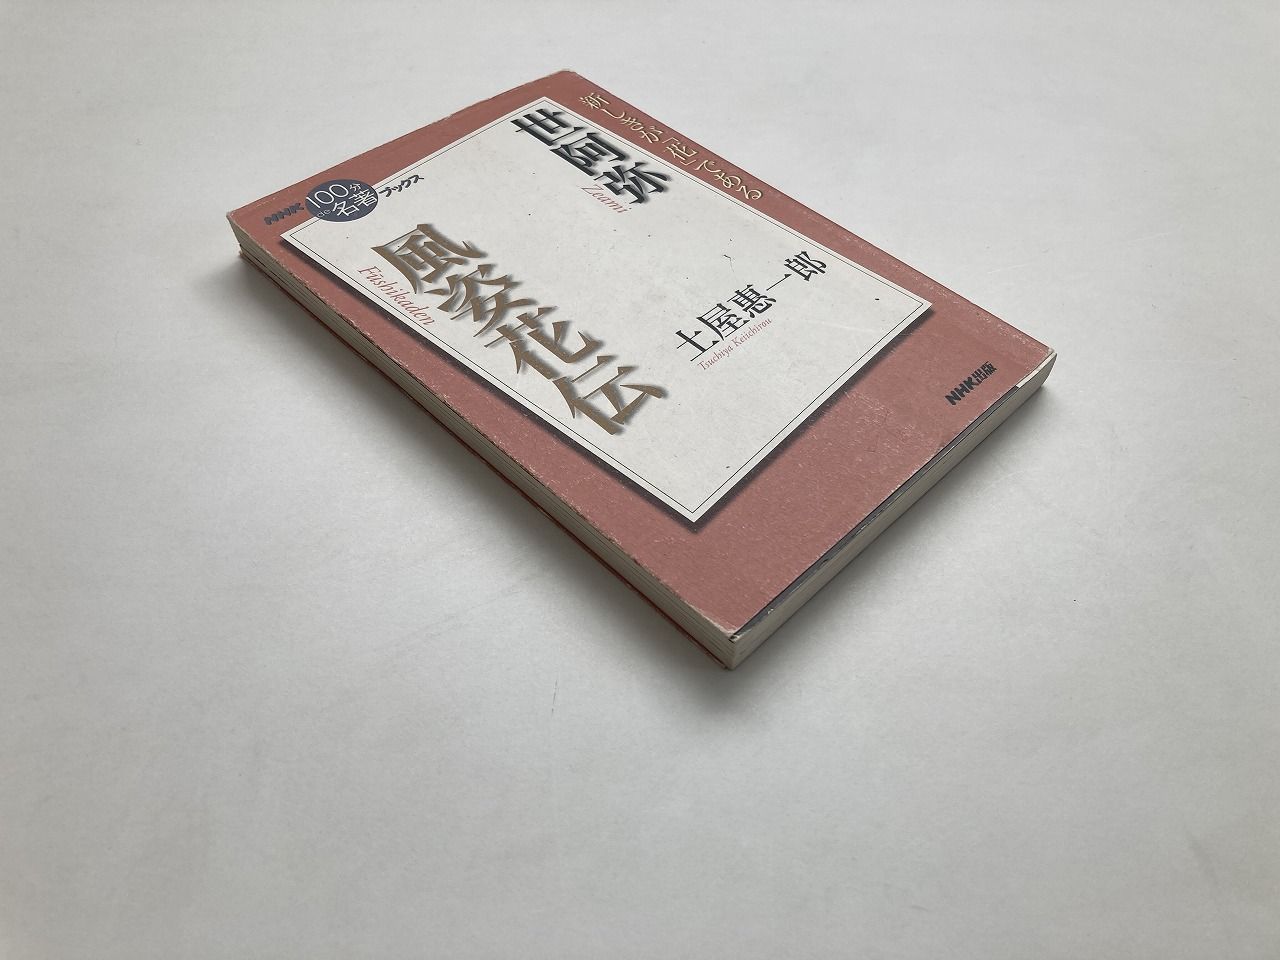 NHK 100分de名著ブックス
世阿弥
Zeami
風姿花伝
Fūshikaden
新しきが「花」である
土屋惠一郎
Tsuchiya Keiichirou
NHK出版